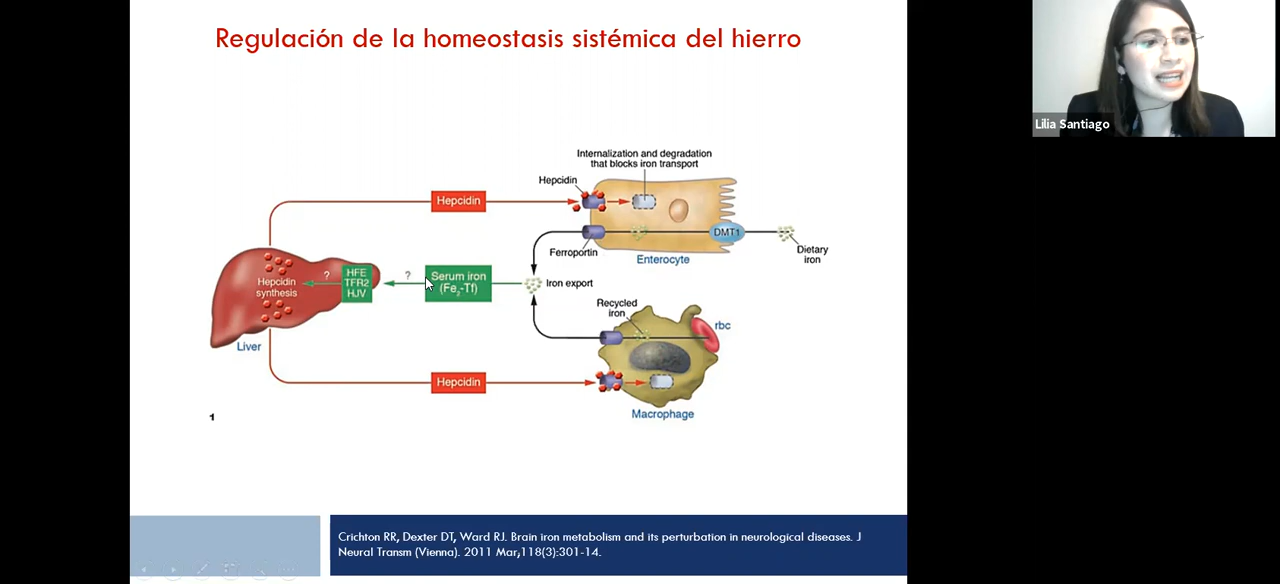 Regulación de la homeostasis sistémica del hierro
Lilia Santiago
Internalization and degradation
that blocks iron transport
Hepcidin
Hepcidin
DMT1
Ferroportin
Dietary
iron
Enterocyte
HFE
TFR2
HJV
?
?
Hepcidin
synthesis
Serum iron
(Fe2-Tf)
Iron export
Recycled
iron
rbc
Liver
Hepcidin
Macrophage
1
Crichton RR, Dexter DT, Ward RJ. Brain iron metabolism and its perturbation in neurological diseases. J
Neural Transm (Vienna). 2011 Mar;118(3):301-14.